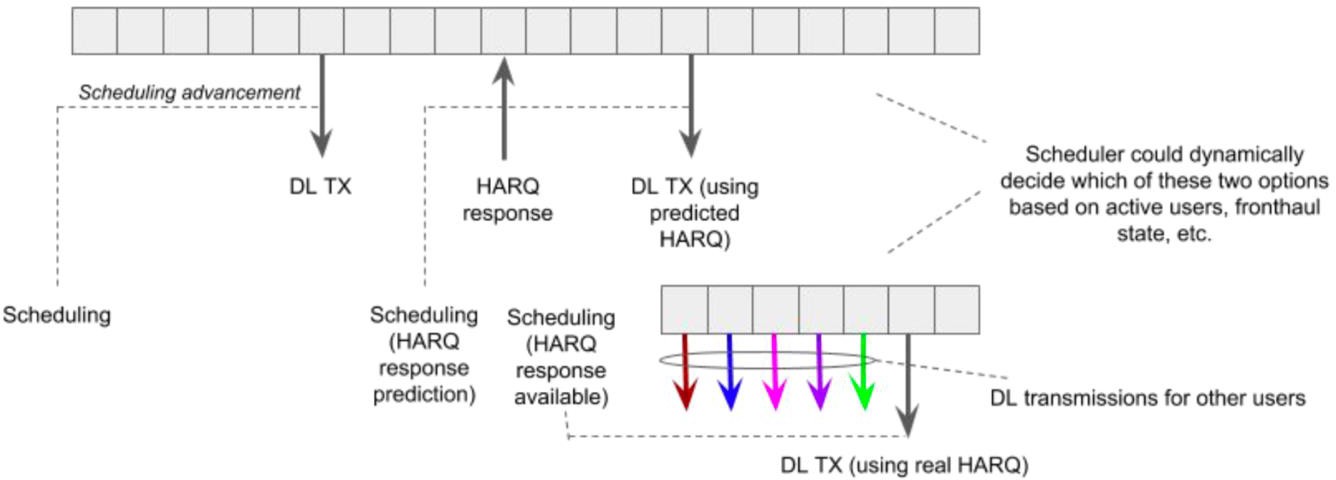 Scheduling advancement
DL TX
HARQ
response
DL TX (using
predicted
HARQ)
Scheduler could dynamically
decide which of these two options
based on active users, fronthaul
state, etc.
Scheduling
Scheduling
(HARQ
response
prediction)
Scheduling
(HARQ
response
available)
DL transmissions for other users
DL TX (using real HARQ)